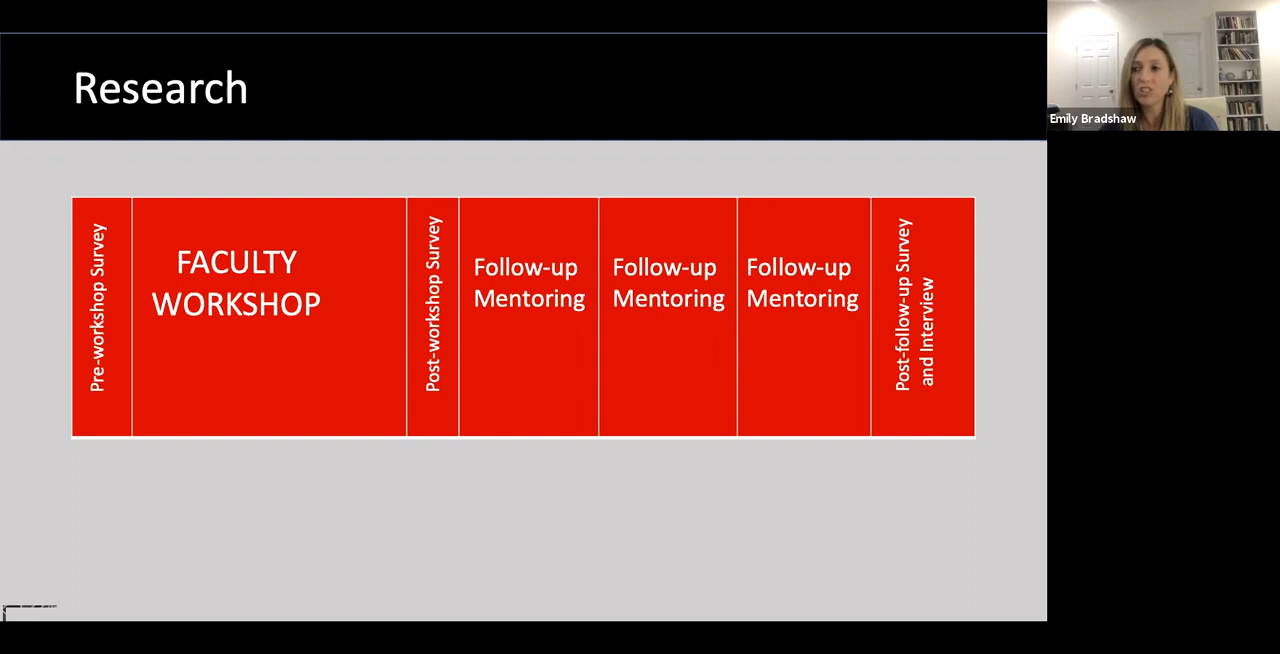 Research
Emily Bradshaw
Pre-workshop Survey
FACULTY
WORKSHOP
Post-workshop Survey
Follow-up
Mentoring
Follow-up
Mentoring
Follow-up
Mentoring
Post-follow-up Survey
and Interview